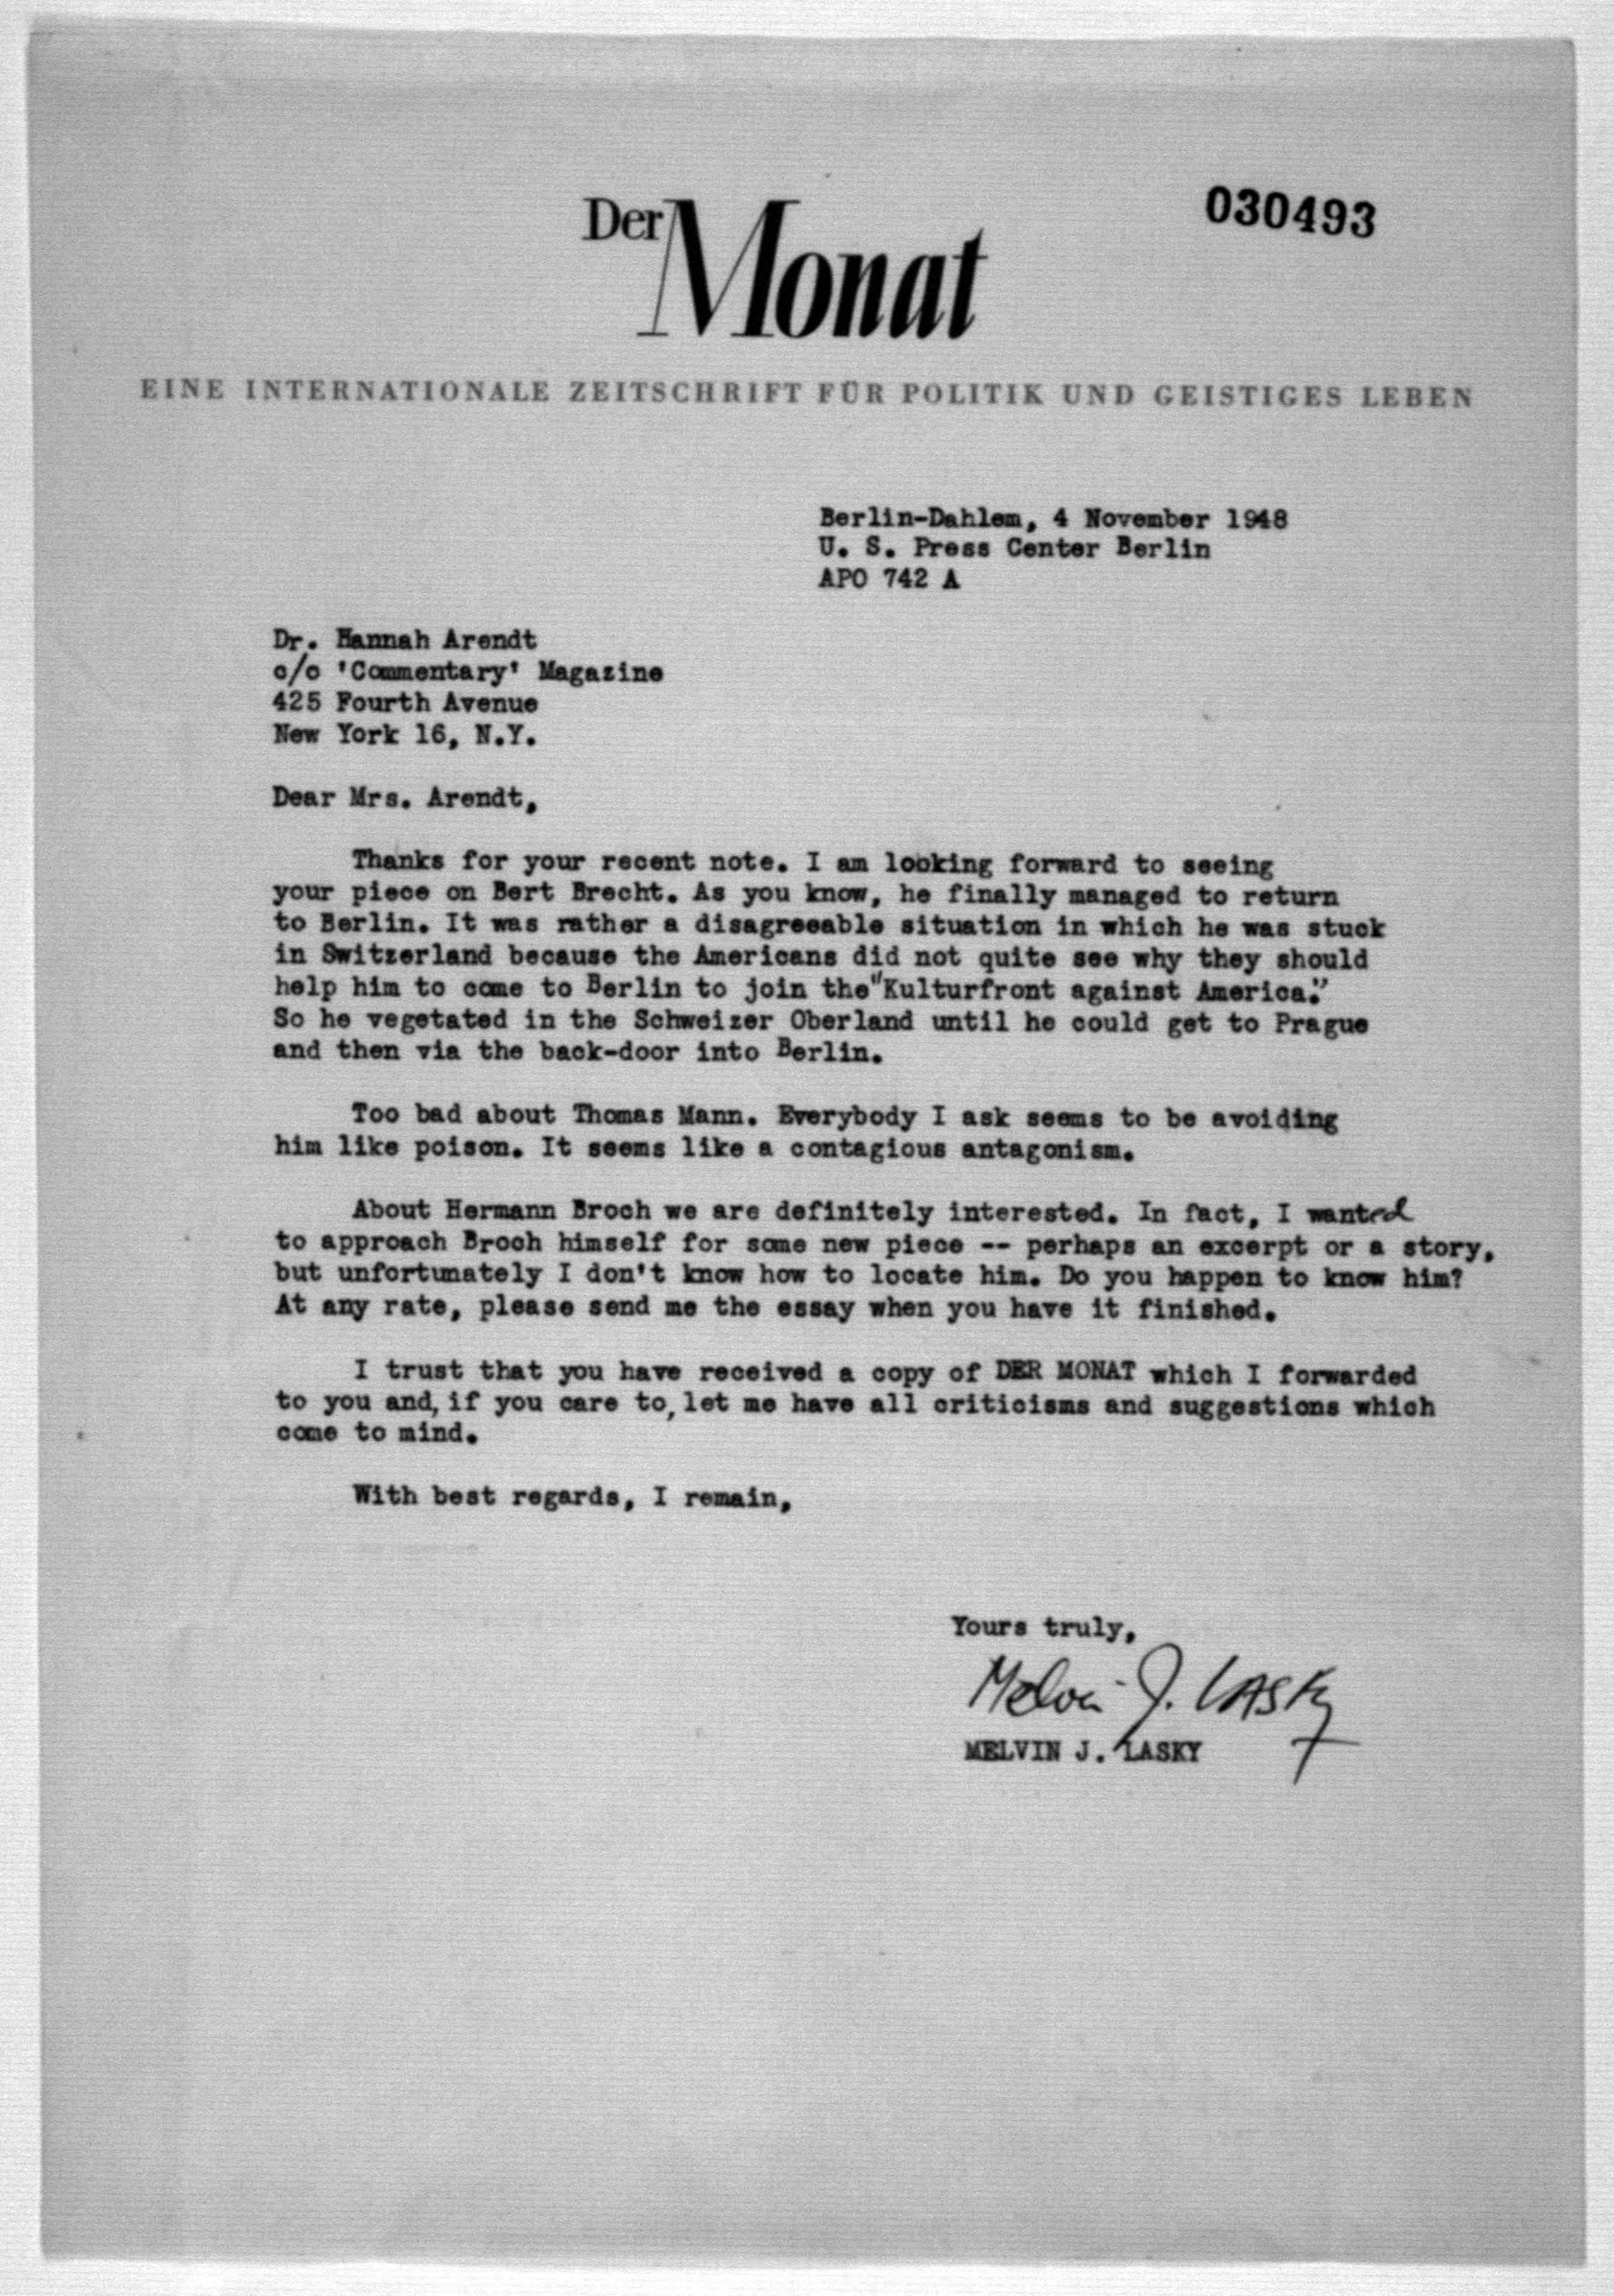 Der Monat
030493
EINE INTERNATIONALE ZEITSCHRIFT FÜR POLITIK UND GEISTIGES LEBEN
Berlin-Dahlem, 4 November 1948
U. S. Press Center Berlin
APO 742 A
Dr. Hannah Arendt
c/o 'Commentary' Magazine
425 Fourth Avenue
New York 16, N.Y.
Dear Mrs. Arendt,
Thanks for your recent note. I am looking forward to seeing
your piece on Bert Brecht. As you know, he finally managed to return
to Berlin. It was rather a disagreeable situation in which he was stuck
in Switzerland because the Americans did not quite see why they should
help him to come to Berlin to join the "Kulturfront against America."
So he vegetated in the Schweizer Oberland until he could get to Prague
and then via the back-door into Berlin.
Too bad about Thomas Mann. Everybody I ask seems to be avoiding
him like poison. It seems like a contagious antagonism.
About Hermann Broch we are definitely interested. In fact, I wanted
to approach Broch himself for some new piece -- perhaps an excerpt or a story,
but unfortunately I don't know how to locate him. Do you happen to know him?
At any rate, please send me the essay when you have it finished.
I trust that you have received a copy of DER MONAT which I forwarded
to you and, if you care to, let me have all criticisms and suggestions which
come to mind.
With best regards, I remain,
Yours truly,
Melvin J. LASKY
MELVIN J. LASKY